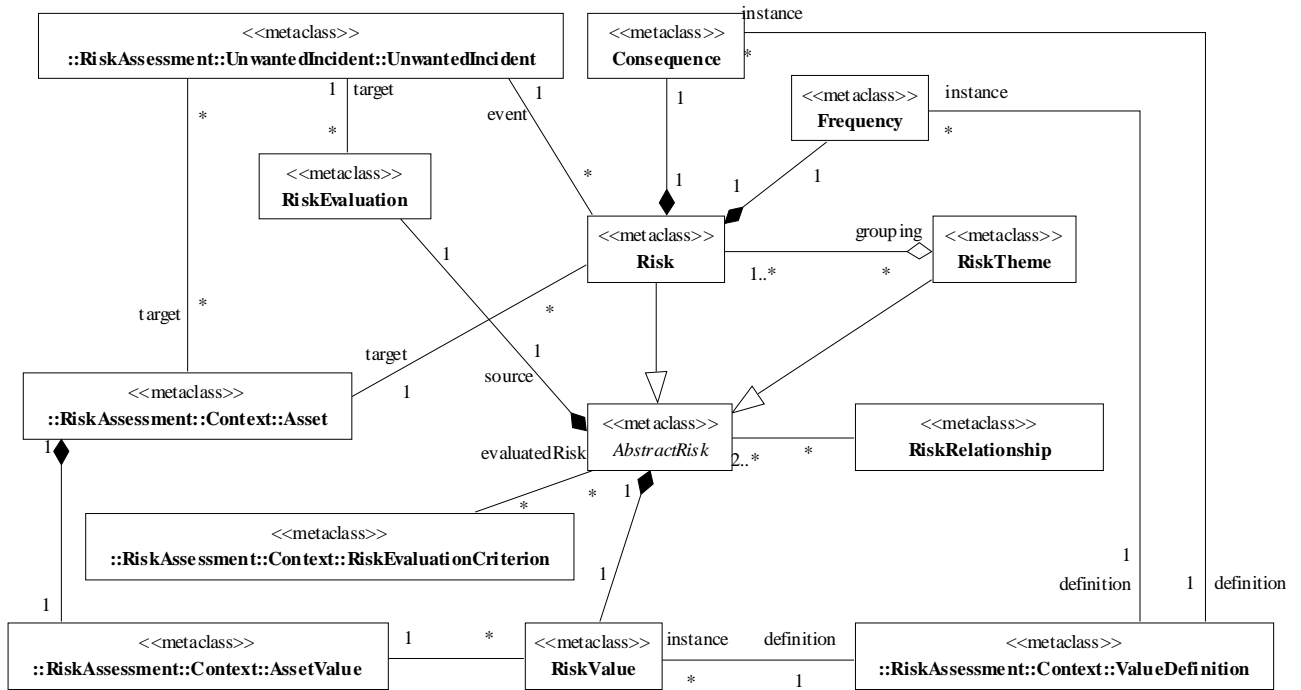 instance
<<metaclass>>
::RiskAssessment::UnwantedIncident::UnwantedIncident
<<metaclass>>
Consequence
*
1
target
1
event
1
*
*
<<metaclass>>
Frequency
instance
*
<<metaclass>>
RiskEvaluation
*
1
1
1
<<metaclass>>
Risk
grouping
1..*
*
<<metaclass>>
RiskTheme
1
*
*
target
target
1
1
source
<<metaclass>>
::RiskAssessment::Context::Asset
1
<<metaclass>>
AbstractRisk
evaluatedRisk
2..*
*
<<metaclass>>
RiskRelationship
*
*
1
<<metaclass>>
::RiskAssessment::Context::RiskEvaluationCriterion
1
1
definition
1
definition
1
<<metaclass>>
::RiskAssessment::Context::AssetValue
1
*
<<metaclass>>
RiskValue
instance
*
definition
1
<<metaclass>>
::RiskAssessment::Context::ValueDefinition